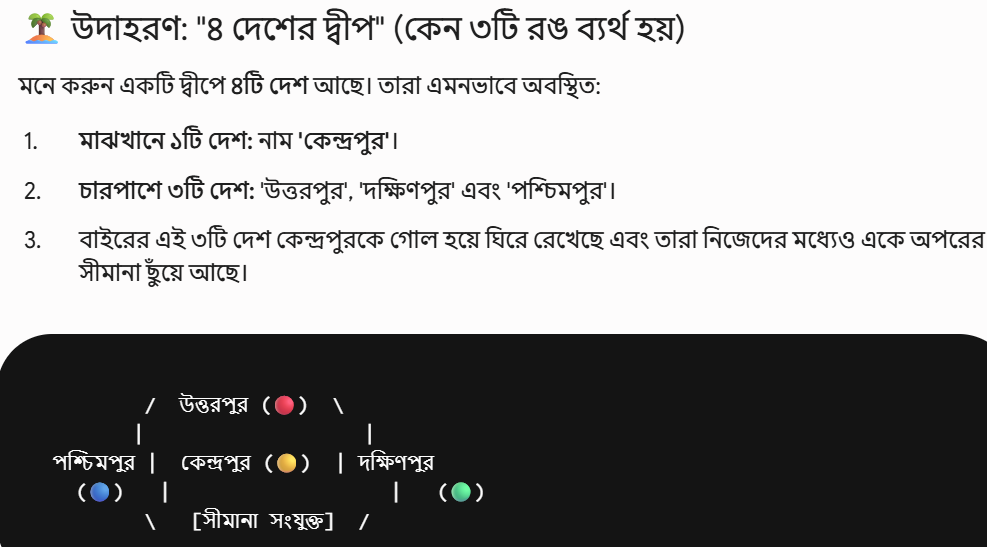 🏝️ উদাহরণ: "৪ দেশের দ্বীপ" (কেন ৩টি রঙ ব্যর্থ হয়)
মনে করুন একটি দ্বীপে ৪টি দেশ আছে। তারা এমনভাবে অবস্থিত:
1. মাঝখানে ১টি দেশ: নাম 'কেন্দ্রপুর'।
2. চারপাশে ৩টি দেশ: 'উত্তরপুর', 'দক্ষিণপুর' এবং 'পশ্চিমপুর'।
3. বাইরের এই ৩টি দেশ কেন্দ্রপুরকে গোল হয়ে ঘিরে রেখেছে এবং তারা নিজেদের মধ্যেও একে অপরের
সীমানা ছুঁয়ে আছে।
/ উত্তরপুর (🔴) \
| |
পশ্চিমপুর | কেন্দ্রপুর (🟡) | দক্ষিণপুর
(🔵) | | (🟢)
\ [সীমানা সংযুক্ত] /